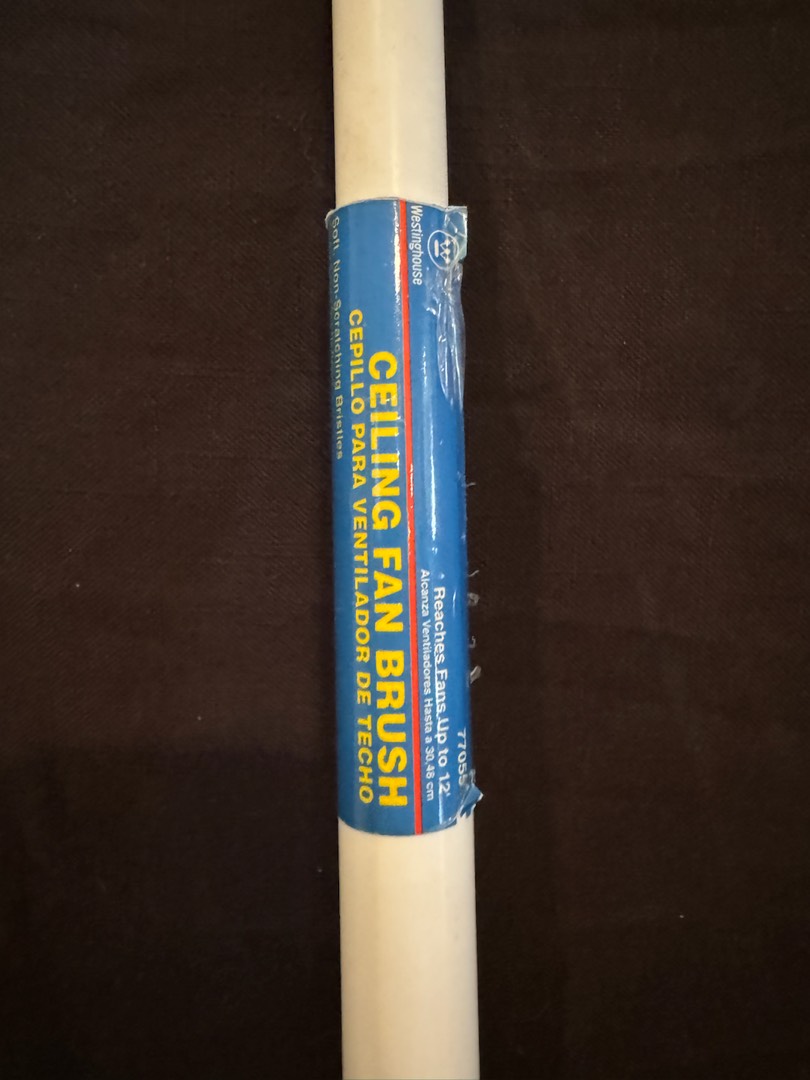 Westinghouse
77055
Reaches Fans Up to 12'
Alcanza Ventiladores Hasta a 30,48 cm
CEILING FAN BRUSH
CEPILLO PARA VENTILADOR DE TECHO
Soft, Non-Scratching Bristles